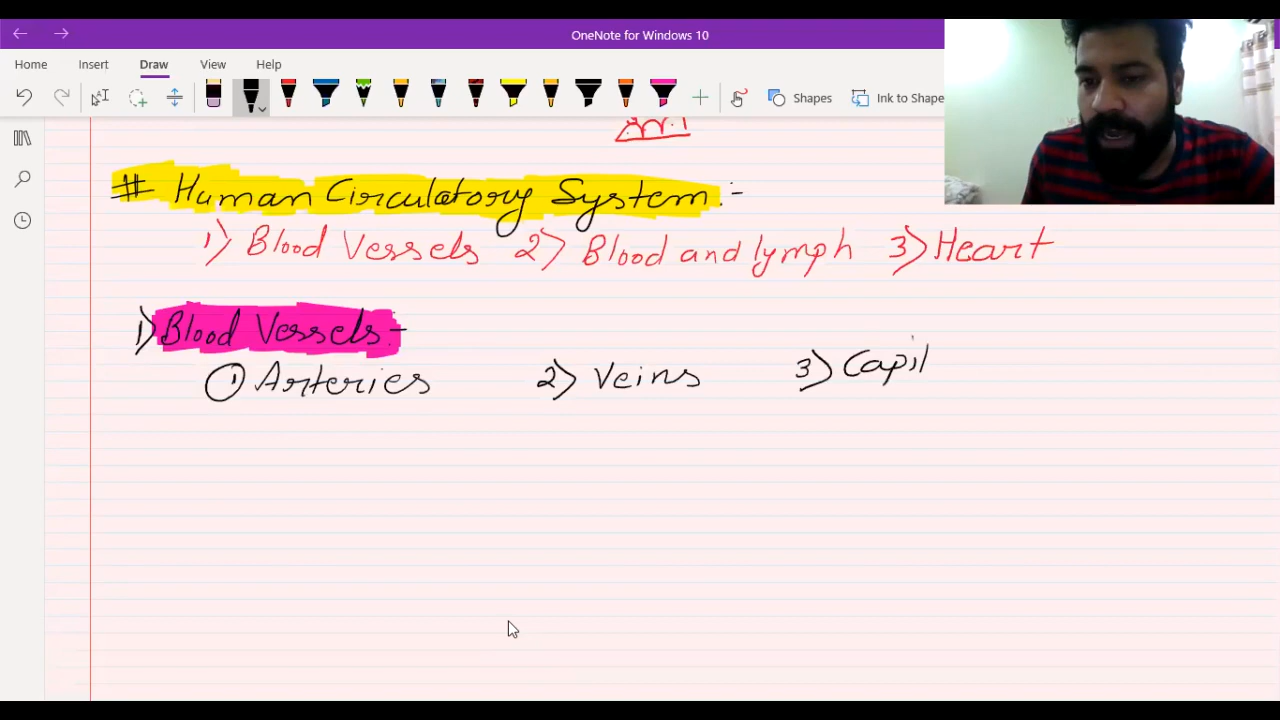 OneNote for Windows 10
Home Insert Draw View Help
Shapes Ink to Shape
# Human Circulatory System :-
1) Blood Vessels 2) Blood and lymph 3) Heart
1) Blood Vessels :-
1) Arteries 2) Veins 3) Capil